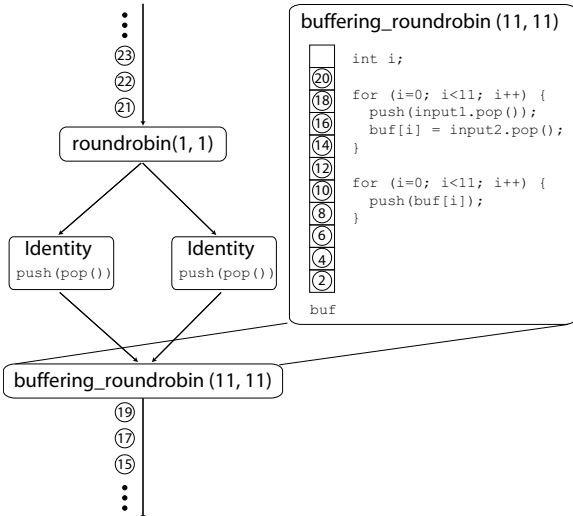 23
22
21
roundrobin(1, 1)
Identity
push(pop())
Identity
push(pop())
buffering_roundrobin (11, 11)
19
17
15
buffering_roundrobin (11, 11)
20
18
16
14
12
10
8
6
4
2
buf
int i;
for (i=0; i<11; i++) {
push(input1.pop());
buf[i] = input2.pop();
}
for (i=0; i<11; i++) {
push(buf[i]);
}